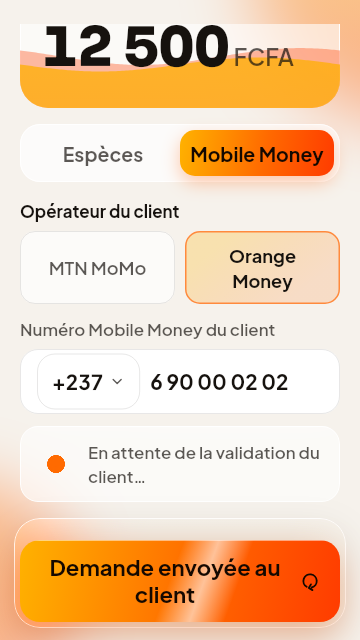 12 500 FCFA
Espèces
Mobile Money
Opérateur du client
MTN MoMo
Orange
Money
Numéro Mobile Money du client
+237
6 90 00 02 02
En attente de la validation du
client…
Demande envoyée au
client